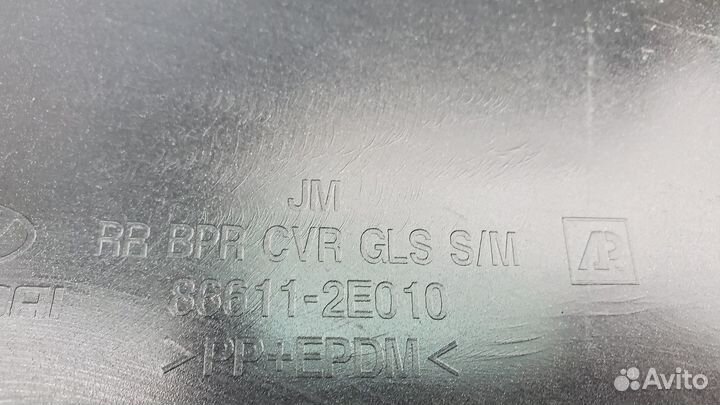 JM
RR BPR CVR GLS S/M
86611-2E010
>PP+EPDM<
Avito